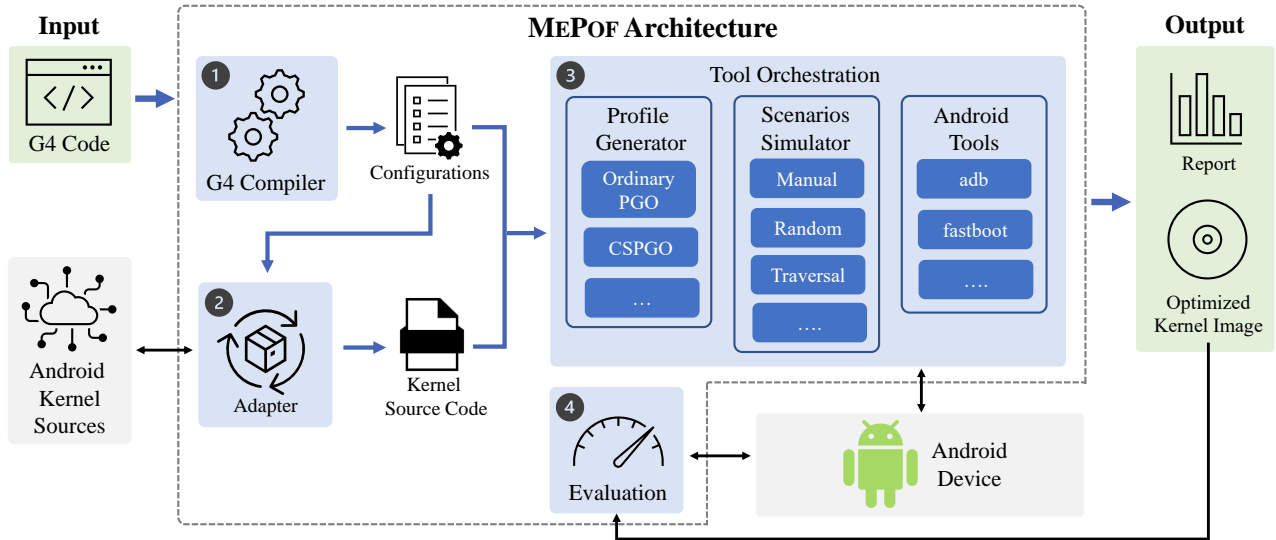 Input
MEPOF Architecture
Output
1
</>
G4 Code
G4 Compiler
Configurations
3
Tool Orchestration
Profile
Generator
Ordinary
PGO
CSPGO
...
Scenarios
Simulator
Manual
Random
Traversal
....
Android
Tools
adb
fastboot
....
Report
Optimized
Kernel Image
Android
Kernel
Sources
2
Adapter
Kernel
Source Code
4
Evaluation
Android
Device